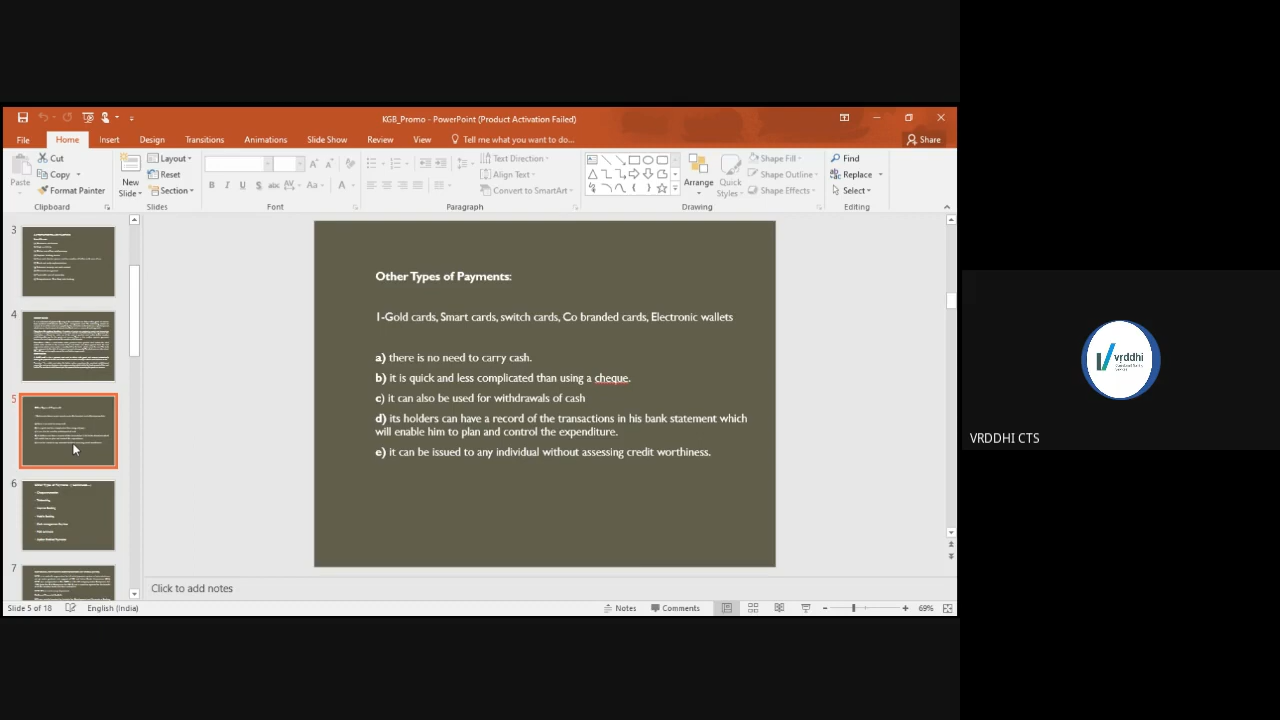 KGB_Promo - PowerPoint (Product Activation Failed)
File Home Insert Design Transitions Animations Slide Show Review View Tell me what you want to do... Share
Paste
Cut
Copy
Format Painter
Clipboard
New Slide
Layout
Reset
Section
Slides
Font
Text Direction
Align Text
Convert to SmartArt
Paragraph
Arrange
Quick Styles
Shape Fill
Shape Outline
Shape Effects
Drawing
Find
Replace
Select
Editing
3
4
5
6
7
Other Types of Payments:
1-Gold cards, Smart cards, switch cards, Co branded cards, Electronic wallets
a) there is no need to carry cash.
b) it is quick and less complicated than using a cheque.
c) it can also be used for withdrawals of cash
d) its holders can have a record of the transactions in his bank statement which
will enable him to plan and control the expenditure.
e) it can be issued to any individual without assessing credit worthiness.
Click to add notes
Slide 5 of 18 English (India) Notes Comments 69%
vrddhi
VRDDHI CTS